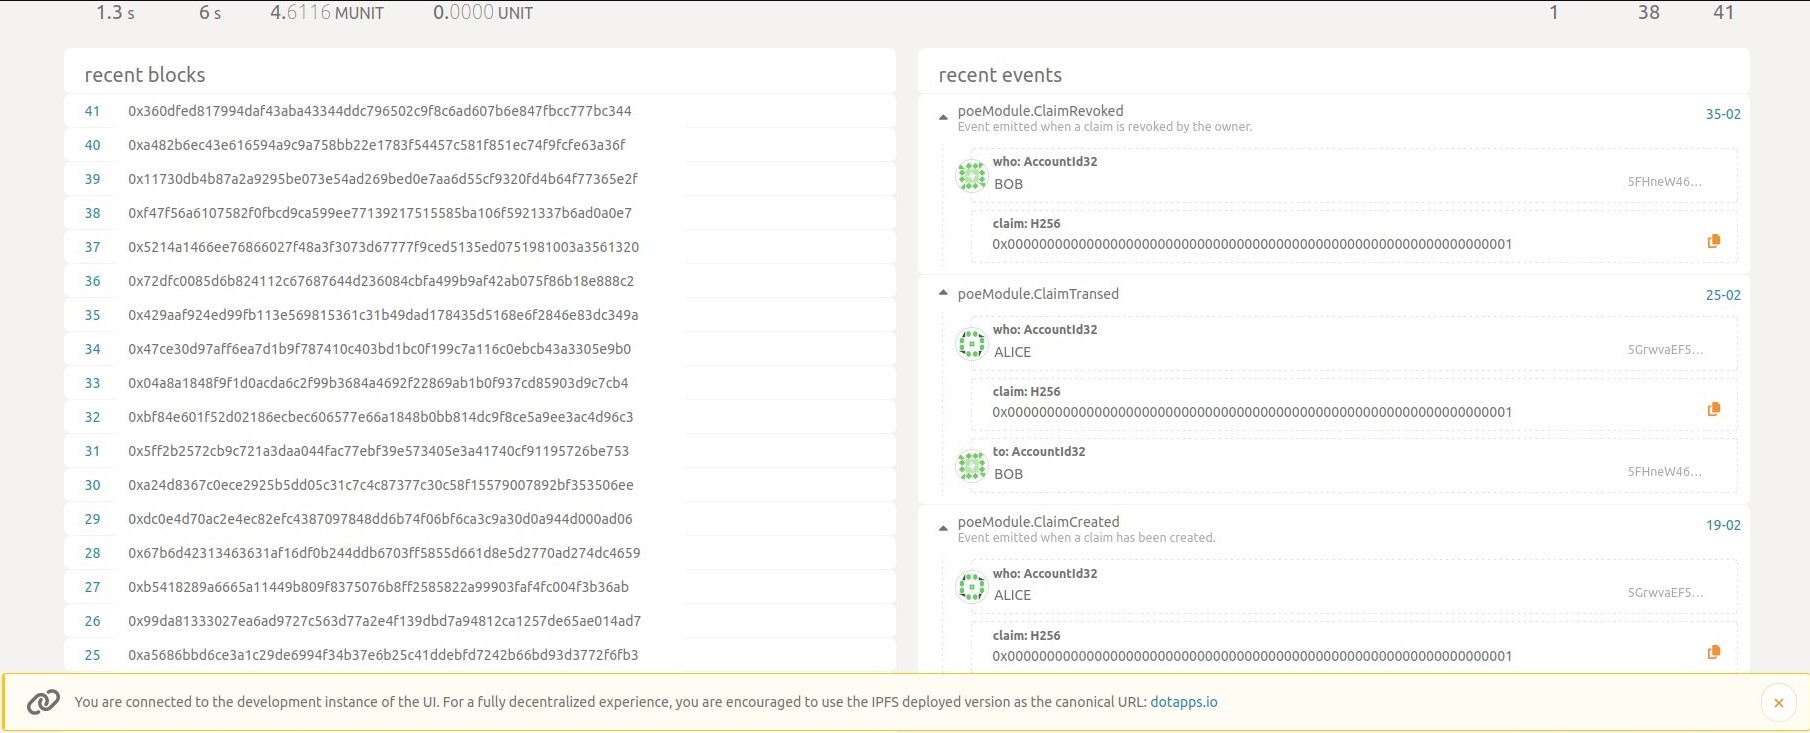 1.3 s 6 s 4.6116 MUNIT 0.0000 UNIT 1 38 41
recent blocks
41 0x360dfed817994daf43aba43344ddc796502c9f8c6ad607b6e847fbcc777bc344
40 0xa482b6ec43e616594a9c9a758bb22e1783f54457c581f851ec74f9fcfe63a36f
39 0x11730db4b87a2a9295be073e54ad269bed0e7aa6d55cf9320fd4b64f77365e2f
38 0xf47f56a6107582f0fbcd9ca599ee77139217515585ba106f5921337b6ad0a0e7
37 0x5214a1466ee76866027f48a3f3073d67777f9ced5135ed0751981003a3561320
36 0x72dfc0085d6b824112c67687644d236084cbfa499b9af42ab075f86b18e888c2
35 0x429aaf924ed99fb113e569815361c31b49dad178435d5168e6f2846e83dc349a
34 0x47ce30d97aff6ea7d1b9f787410c403bd1bc0f199c7a116c0ebcb43a3305e9b0
33 0x04a8a1848f9f1d0acda6c2f99b3684a4692f22869ab1b0f937cd85903d9c7cb4
32 0xbf84e601f52d02186ecbec606577e66a1848b0bb814dc9f8ce5a9ee3ac4d96c3
31 0x5ff2b2572cb9c721a3daa044fac77ebf39e573405e3a41740cf91195726be753
30 0xa24d8367c0ece2925b5dd05c31c7c4c87377c30c58f15579007892bf353506ee
29 0xdc0e4d70ac2e4ec82efc4387097848dd6b74f06bf6ca3c9a30d0a944d000ad06
28 0x67b6d42313463631af16df0b244ddb6703ff5855d661d8e5d2770ad274dc4659
27 0xb5418289a6665a11449b809f8375076b8ff2585822a99903faf4fc004f3b36ab
26 0x99da81333027ea6ad9727c563d77a2e4f139dbd7a94812ca1257de65ae014ad7
25 0xa5686bbd6ce3a1c29de6994f34b37e6b25c41ddebfd7242b66bd93d3772f6fb3
recent events
poeModule.ClaimRevoked 35-02
Event emitted when a claim is revoked by the owner.
who: AccountId32
BOB 5FHneW46...
claim: H256
0x0000000000000000000000000000000000000000000000000000000000000001
poeModule.ClaimTransed 25-02
who: AccountId32
ALICE 5GrwvaEF5...
claim: H256
0x0000000000000000000000000000000000000000000000000000000000000001
to: AccountId32
BOB 5FHneW46...
poeModule.ClaimCreated 19-02
Event emitted when a claim has been created.
who: AccountId32
ALICE 5GrwvaEF5...
claim: H256
0x0000000000000000000000000000000000000000000000000000000000000001
You are connected to the development instance of the UI. For a fully decentralized experience, you are encouraged to use the IPFS deployed version as the canonical URL: dotapps.io